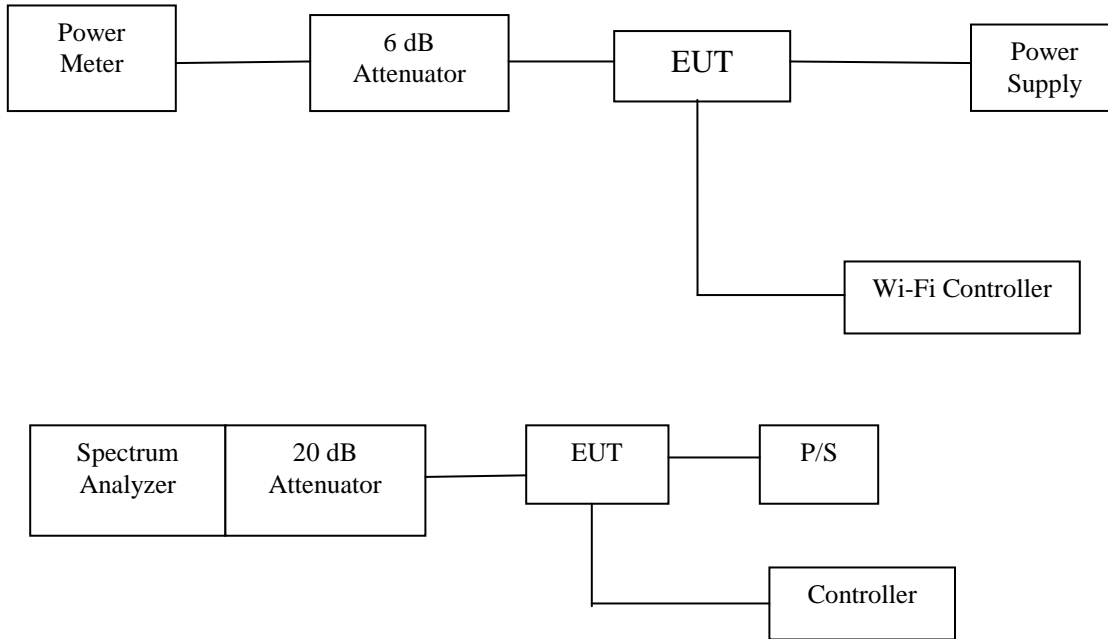 Power
Meter
6 dB
Attenuator
EUT
Power
Supply
Wi-Fi Controller
Spectrum
Analyzer
20 dB
Attenuator
EUT
P/S
Controller